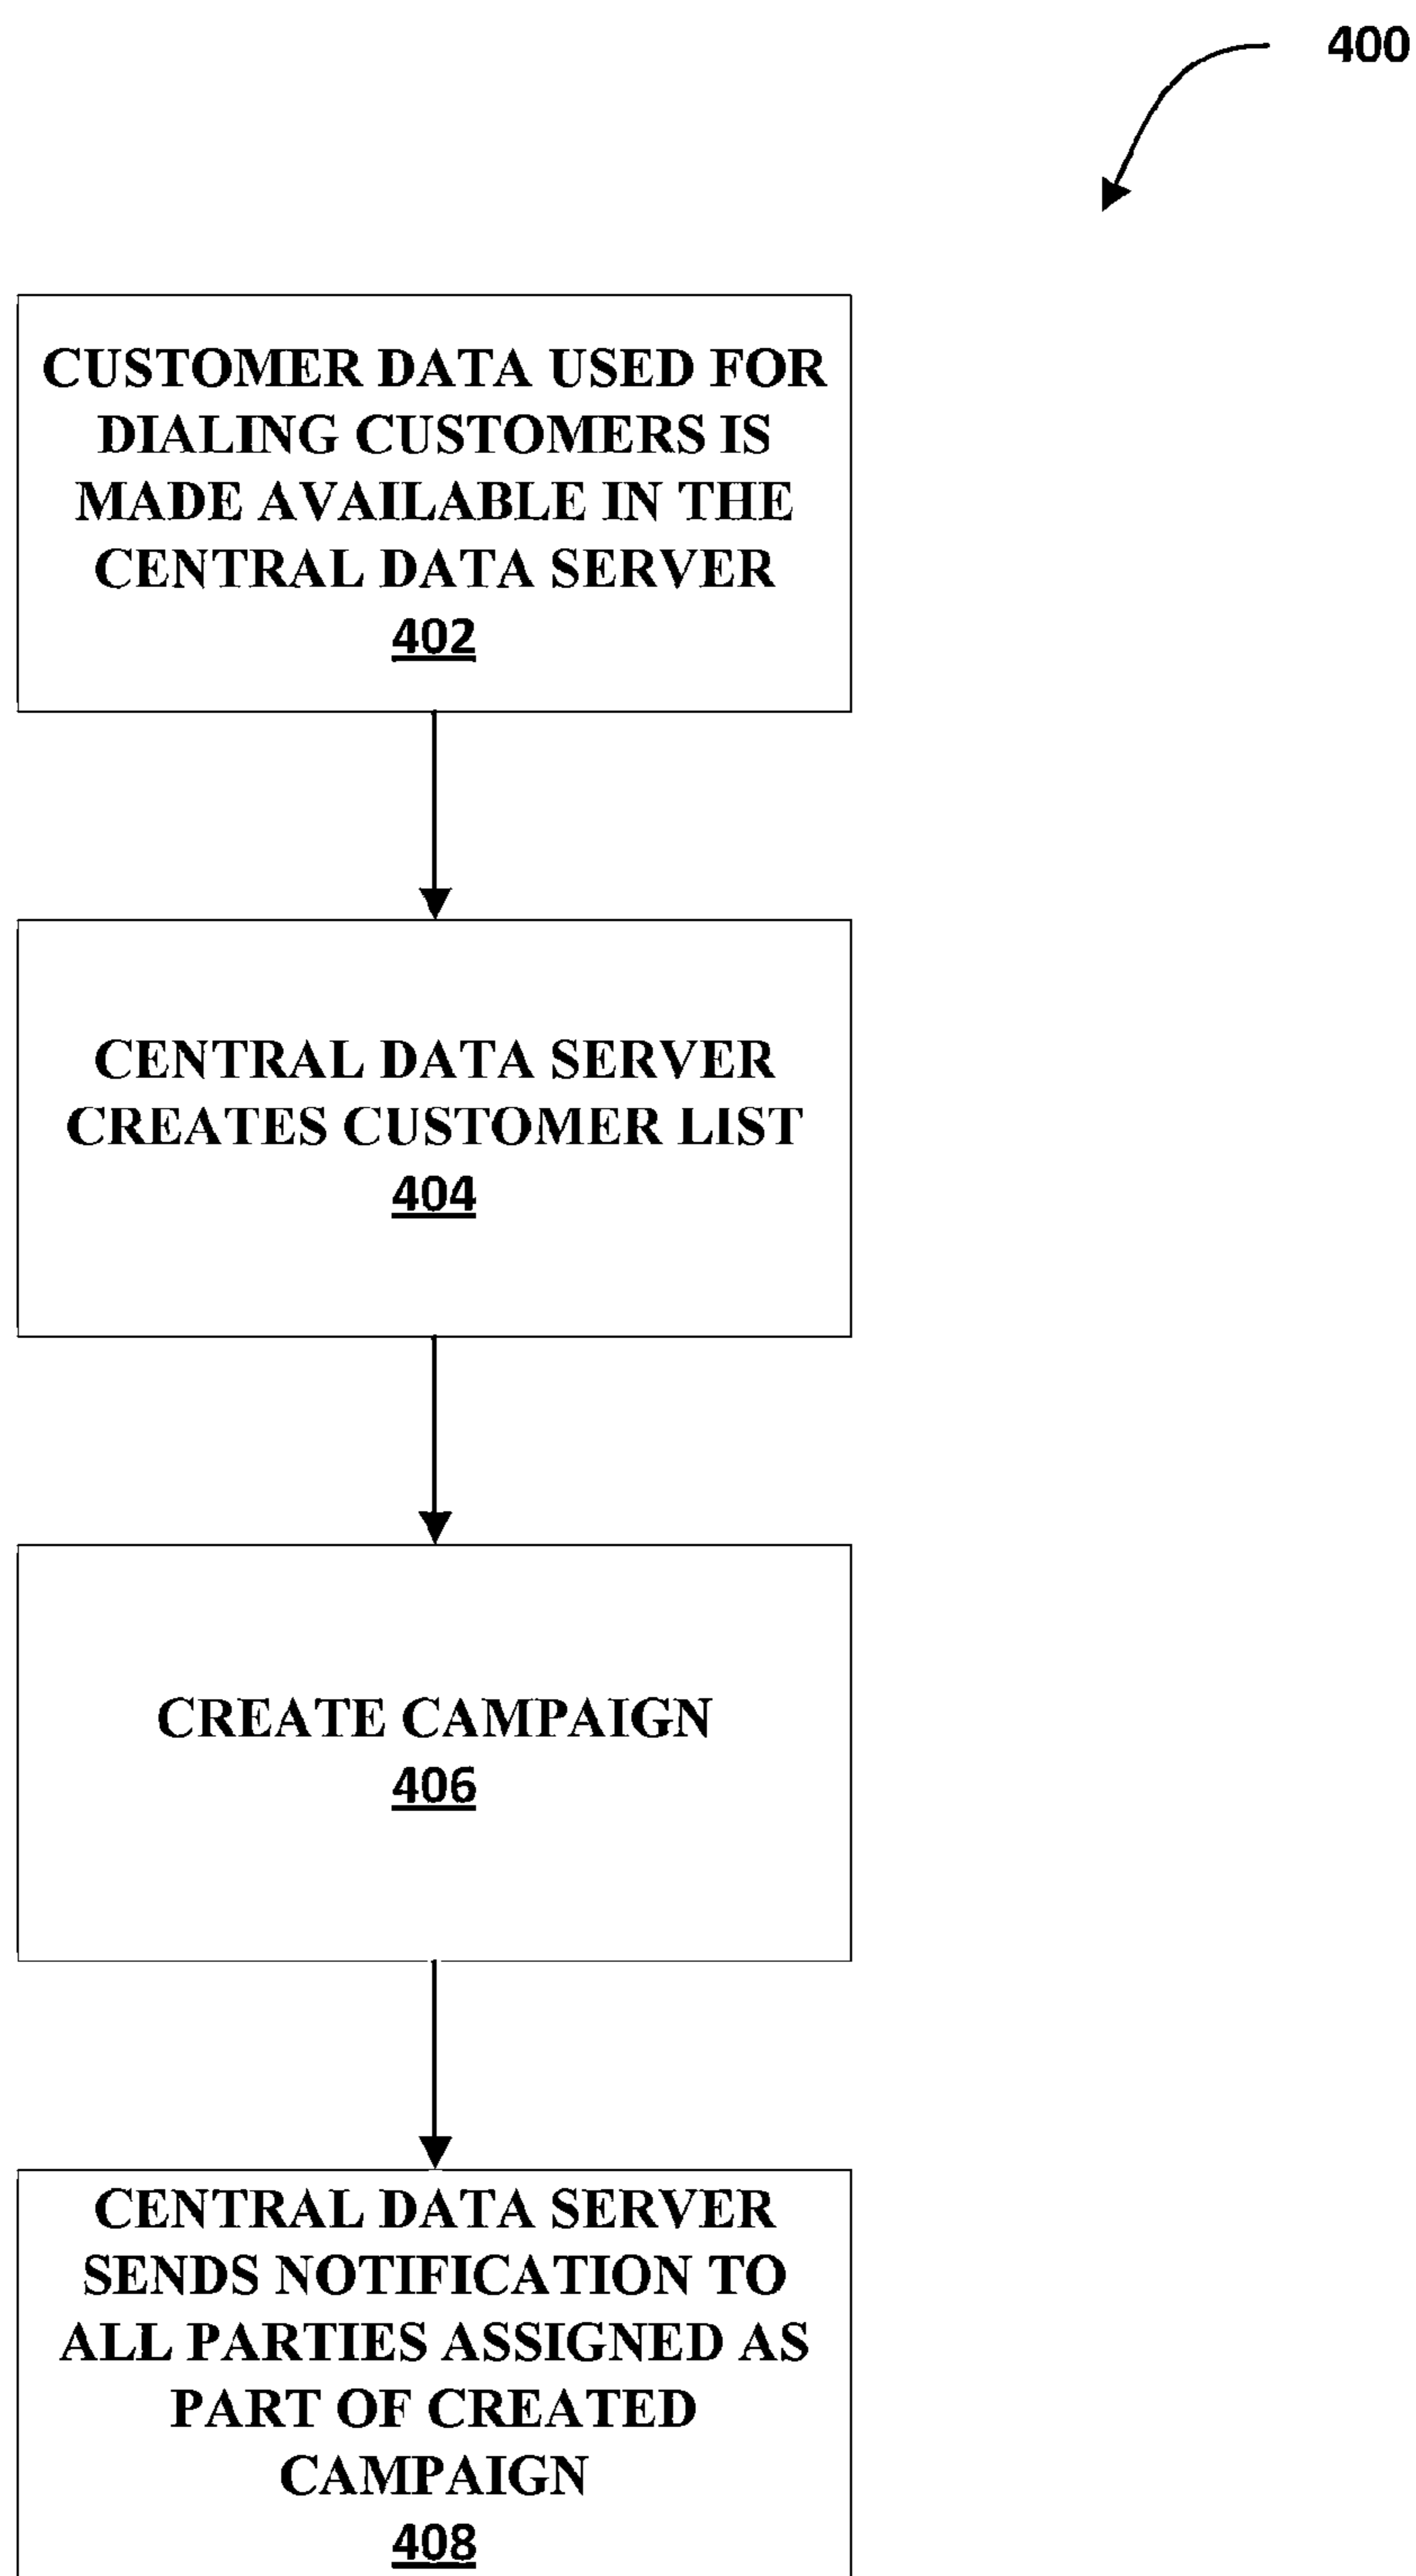 400
CUSTOMER DATA USED FOR
DIALING CUSTOMERS IS
MADE AVAILABLE IN THE
CENTRAL DATA SERVER
402
CENTRAL DATA SERVER
CREATES CUSTOMER LIST
404
CREATE CAMPAIGN
406
CENTRAL DATA SERVER
SENDS NOTIFICATION TO
ALL PARTIES ASSIGNED AS
PART OF CREATED
CAMPAIGN
408